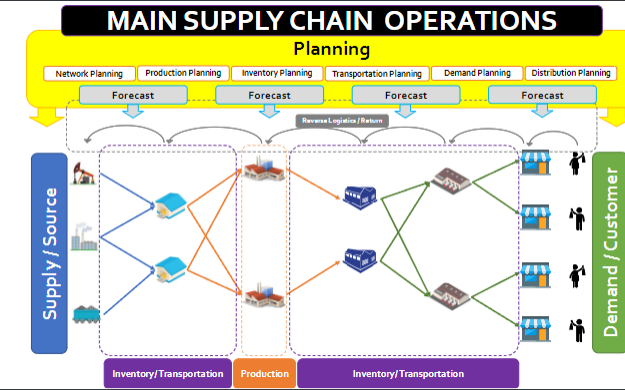 MAIN SUPPLY CHAIN OPERATIONS
Planning
Network Planning
Production Planning
Inventory Planning
Transportation Planning
Demand Planning
Distribution Planning
Forecast
Forecast
Forecast
Forecast
Reverse Logistics / Return
Supply / Source
Demand / Customer
Inventory/Transportation
Production
Inventory/Transportation